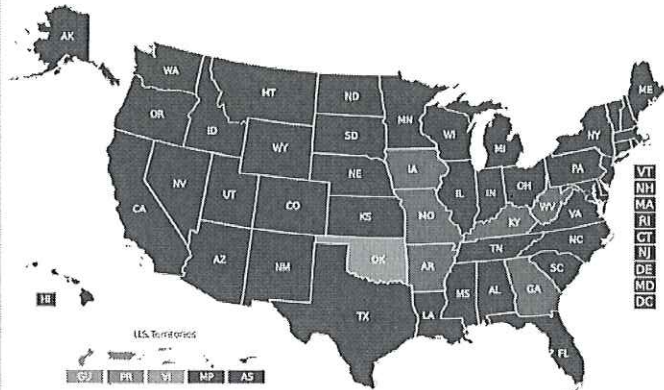 AK
WA
MT
ND
MN
ME
OR
ID
SD
WI
MI
NY
WY
IA
NE
PA
NV
UT
IL
IN
OH
CA
CO
KS
MO
WV
VA
KY
AZ
NM
OK
AR
TN
NC
SC
MS
AL
GA
TX
LA
FL
HI
VT
NH
MA
RI
CT
NJ
DE
MD
DC
U.S. Territories
GU PR VI MP AS